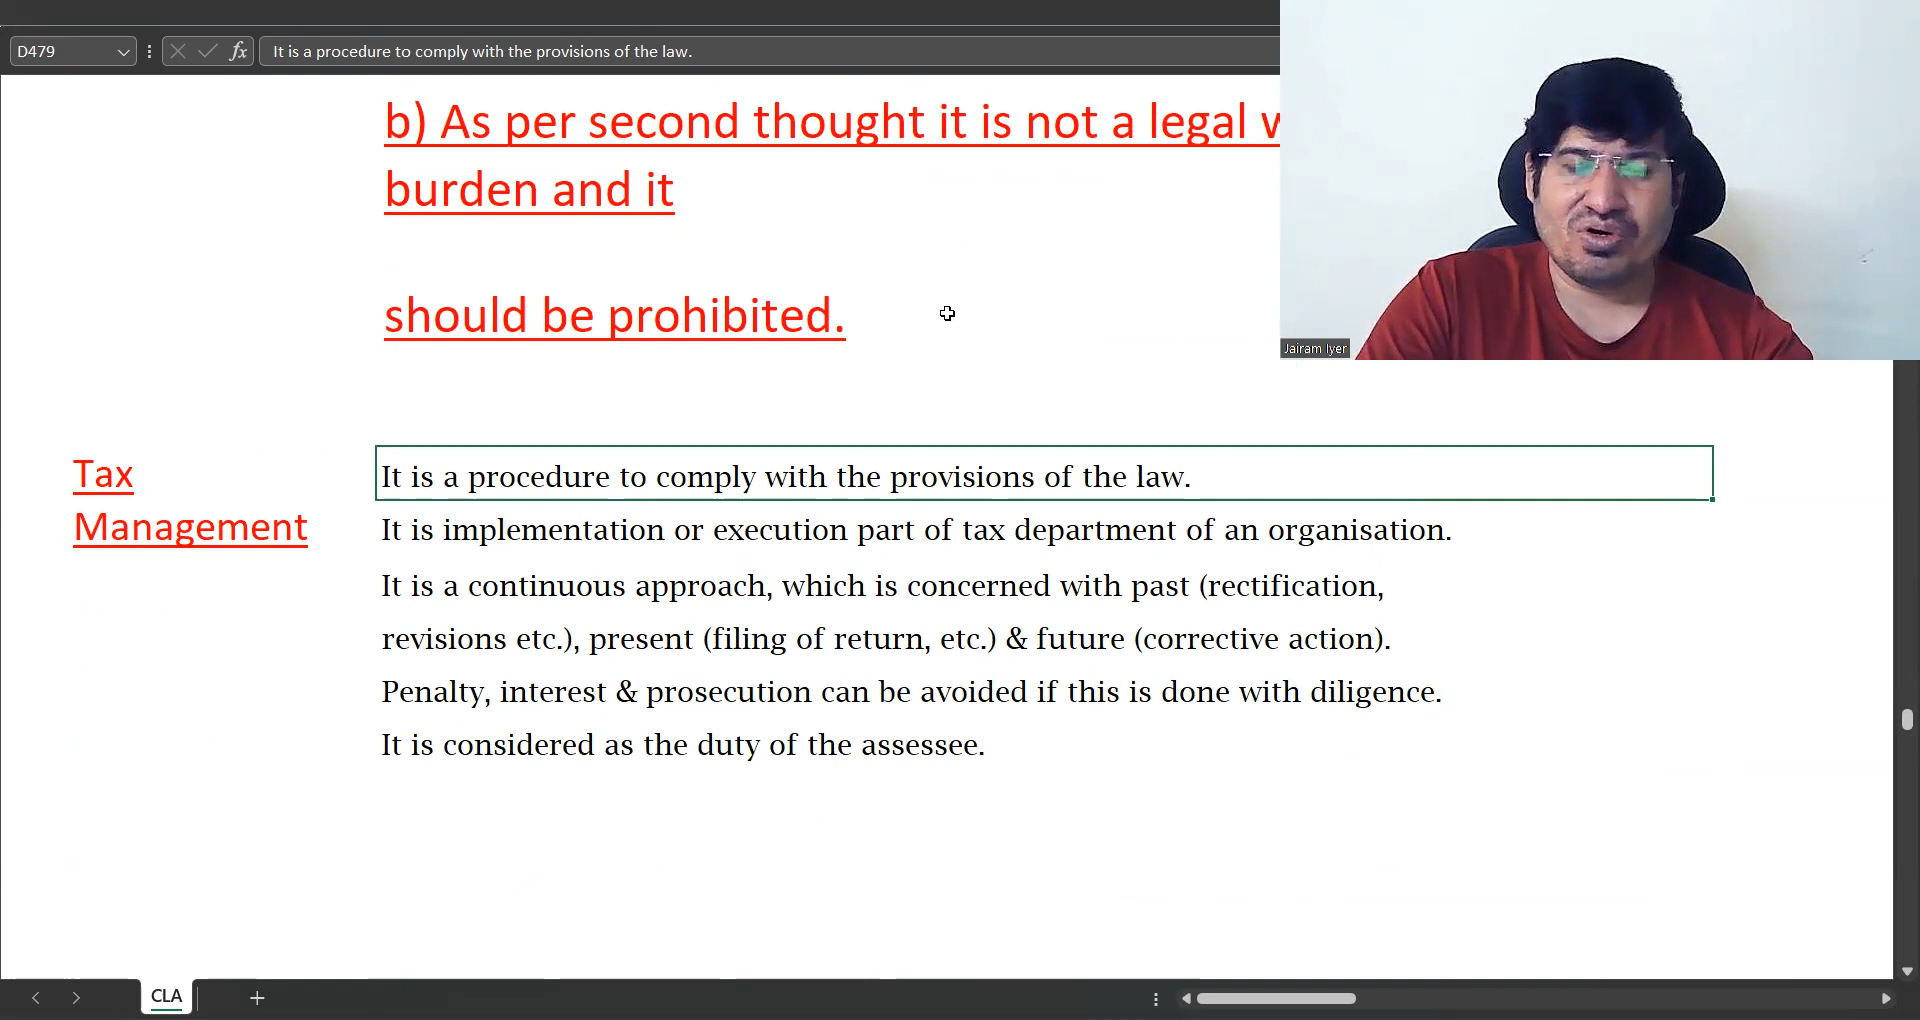 D479
fx
It is a procedure to comply with the provisions of the law.
b) As per second thought it is not a legal
burden and it
should be prohibited.
Jairam Iyer
Tax
Management
It is a procedure to comply with the provisions of the law.
It is implementation or execution part of tax department of an organisation.
It is a continuous approach, which is concerned with past (rectification,
revisions etc.), present (filing of return, etc.) & future (corrective action).
Penalty, interest & prosecution can be avoided if this is done with diligence.
It is considered as the duty of the assessee.
CLA